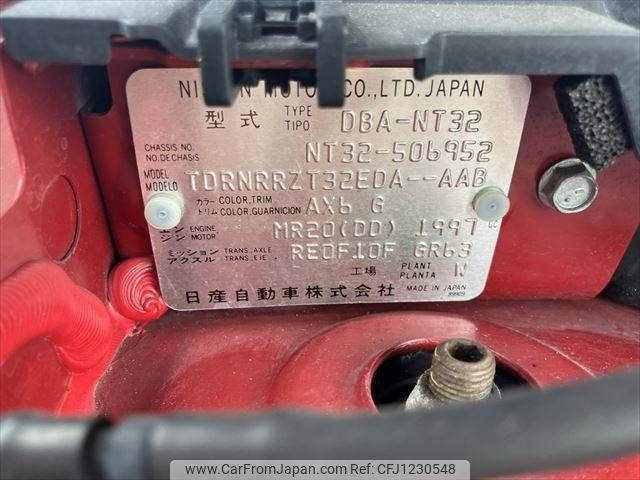 NISSAN MOTOR CO.,LTD.JAPAN
型式 TYPE TIPO DBA-NT32
CHASSIS NO. NO.DE CHASIS NT32-506952
MODEL MODELO TDRNRRZT32EDA--AAB
カラー COLOR,TRIM トリム COLOR,GUARNICION AX6 G
エンジン ENGINE MOTOR MR20(DD) 1997 cc
ミッション TRANS.,AXLE アクスル TRANS.,EJE RE0F10F GR63
工場 PLANT PLANTA W
日産自動車株式会社 MADE IN JAPAN
www.CarFromJapan.com - Car ID: CFJ1230548